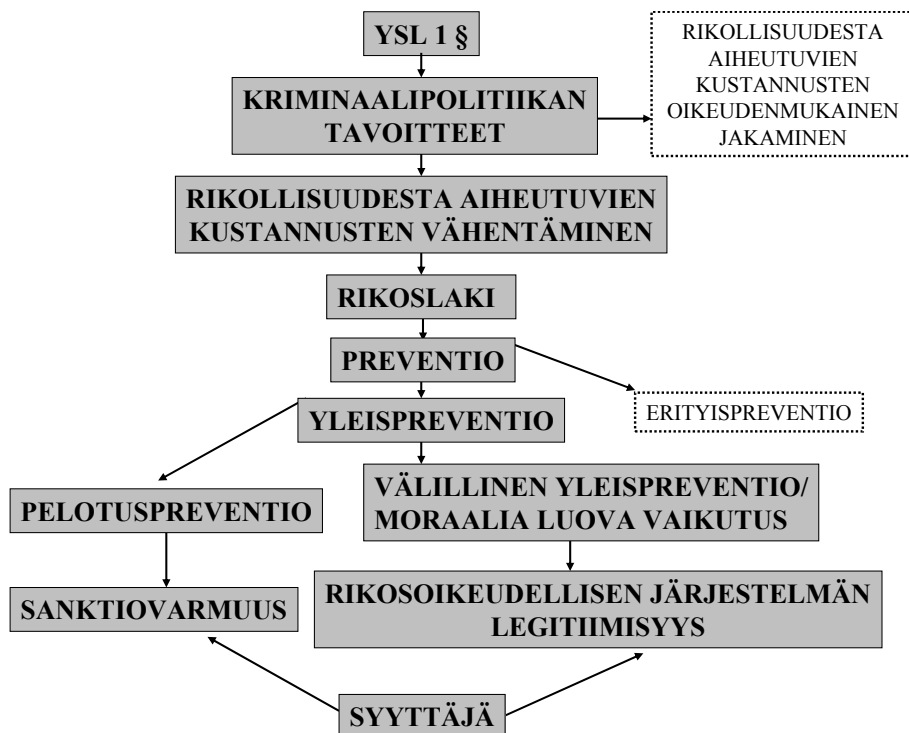 YSL 1 §
RIKOLLISUUDESTA
AIHEUTUVIEN
KUSTANNUSTEN
OIKEUDENMUKAINEN
JAKAMINEN
KRIMINAALIPOLITIIKAN
TAVOITTEET
RIKOLLISUUDESTA AIHEUTUVIEN
KUSTANNUSTEN VÄHENTÄMINEN
RIKOSLAKI
PREVENTIO
ERITYISPREVENTIO
YLEISPREVENTIO
PELOTUSPREVENTIO
VÄLILLINEN YLEISPREVENTIO/
MORAALIA LUOVA VAIKUTUS
SANKTIOVARMUUS
RIKOSOIKEUDELLISEN JÄRJESTELMÄN
LEGITIIMISYYS
SYYTTÄJÄ